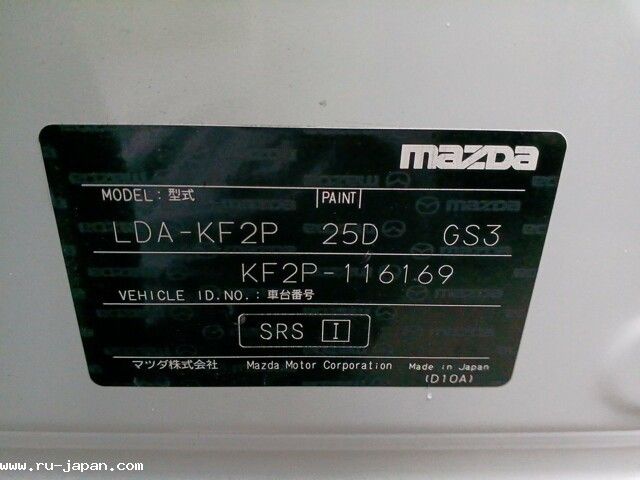 mazda
MODEL: 型式 PAINT
LDA-KF2P 25D GS3
KF2P-116169
VEHICLE ID.NO.: 車台番号
SRS I
マツダ株式会社 Mazda Motor Corporation Made in Japan
(D10A)
www.ru-japan.com